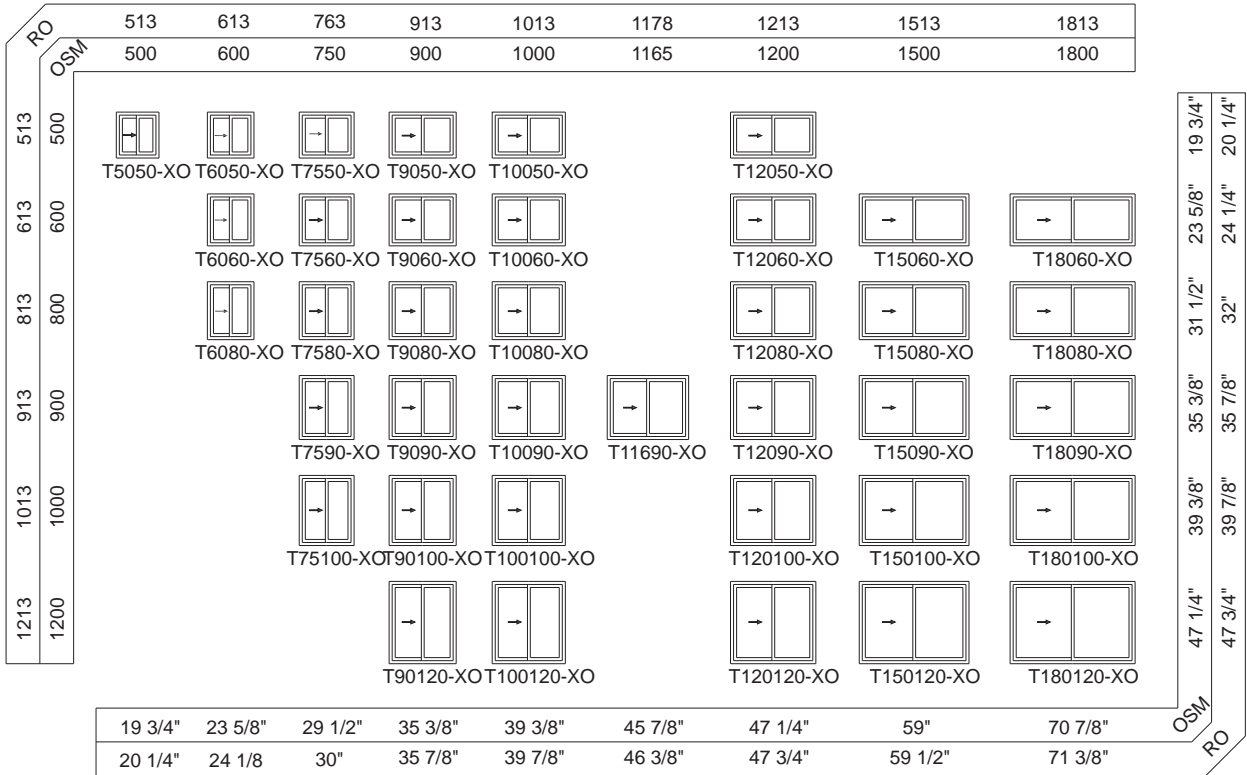 RO 513 613 763 913 1013 1178 1213 1513 1813
OSM 500 600 750 900 1000 1165 1200 1500 1800
513 500 19 3/4" 20 1/4"
T5050-XO T6050-XO T7550-XO T9050-XO T10050-XO T12050-XO
613 600 23 5/8" 24 1/4"
T6060-XO T7560-XO T9060-XO T10060-XO T12060-XO T15060-XO T18060-XO
813 800 31 1/2" 32"
T6080-XO T7580-XO T9080-XO T10080-XO T12080-XO T15080-XO T18080-XO
913 900 35 3/8" 35 7/8"
T7590-XO T9090-XO T10090-XO T11690-XO T12090-XO T15090-XO T18090-XO
1013 1000 39 3/8" 39 7/8"
T75100-XO T90100-XO T100100-XO T120100-XO T150100-XO T180100-XO
1213 1200 47 1/4" 47 3/4"
T90120-XO T100120-XO T120120-XO T150120-XO T180120-XO
19 3/4" 23 5/8" 29 1/2" 35 3/8" 39 3/8" 45 7/8" 47 1/4" 59" 70 7/8" OSM
20 1/4" 24 1/8 30" 35 7/8" 39 7/8" 46 3/8" 47 3/4" 59 1/2" 71 3/8" RO